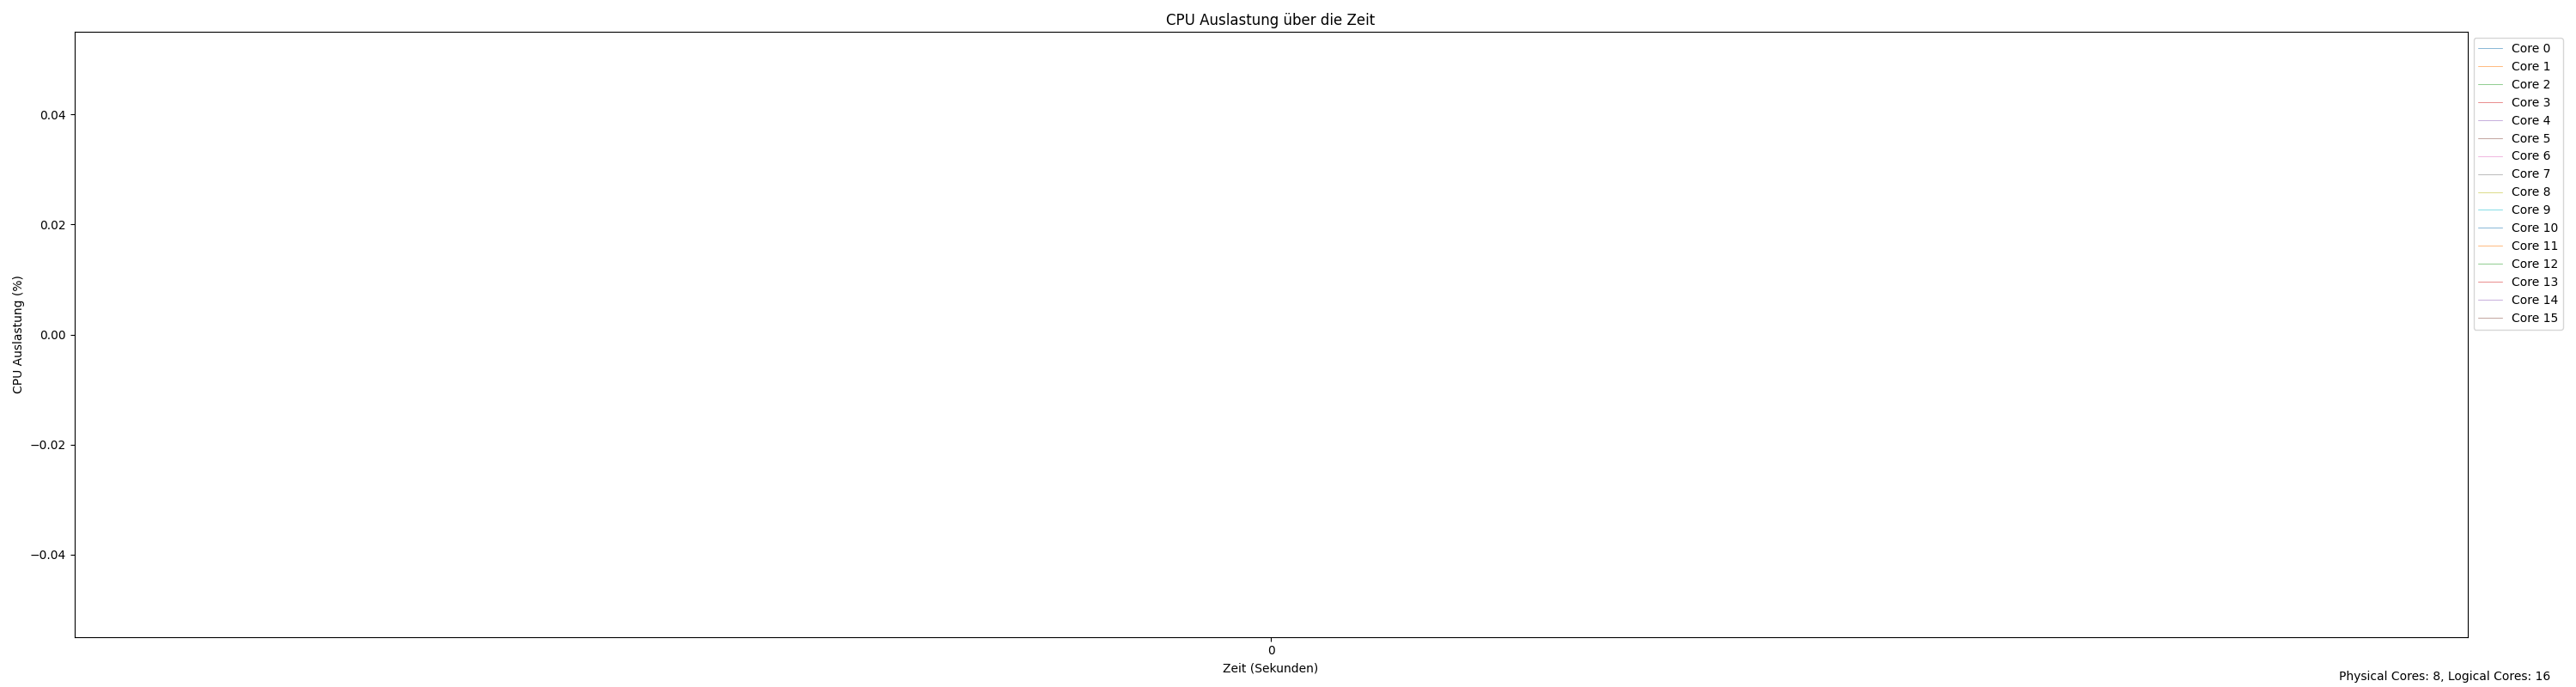 CPU Auslastung über die Zeit
CPU Auslastung (%)
0.04
0.02
0.00
−0.02
−0.04
0
Zeit (Sekunden)
Core 0
Core 1
Core 2
Core 3
Core 4
Core 5
Core 6
Core 7
Core 8
Core 9
Core 10
Core 11
Core 12
Core 13
Core 14
Core 15
Physical Cores: 8, Logical Cores: 16